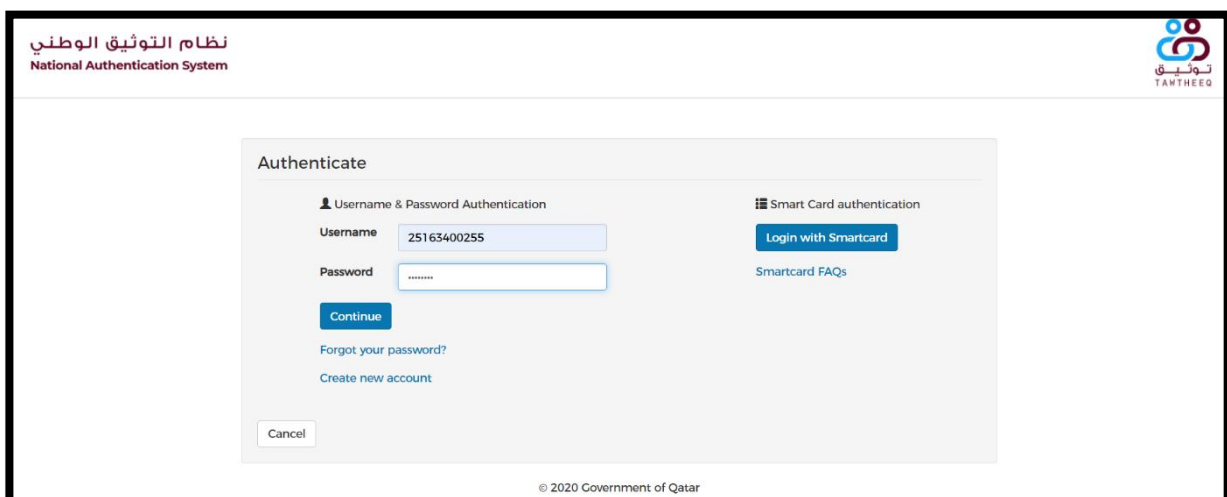 نظام التوثيق الوطني
National Authentication System
توثيق
TAWTHEEQ
Authenticate
Username & Password Authentication
Smart Card authentication
Username 25163400255
Login with Smartcard
Password ........
Smartcard FAQs
Continue
Forgot your password?
Create new account
Cancel
© 2020 Government of Qatar